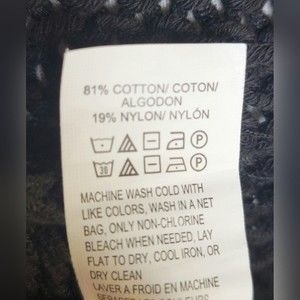 81% COTTON/ COTON/
ALGODON
19% NYLON/ NYLÓN
P
30 P
MACHINE WASH COLD WITH
LIKE COLORS, WASH IN A NET
BAG, ONLY NON-CHLORINE
BLEACH WHEN NEEDED, LAY
FLAT TO DRY, COOL IRON, OR
DRY CLEAN
LAVER A FROID EN MACHINE